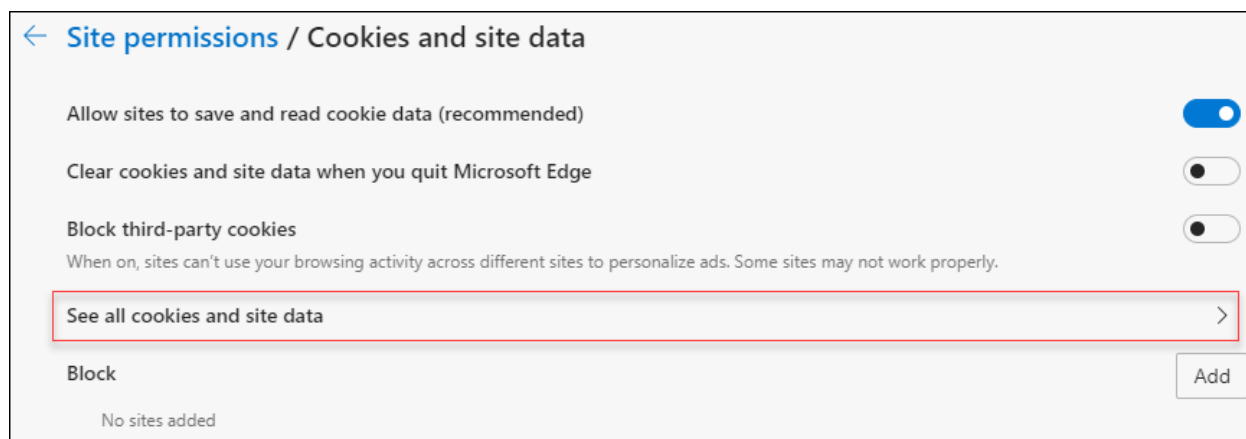 Site permissions / Cookies and site data
Allow sites to save and read cookie data (recommended)
Clear cookies and site data when you quit Microsoft Edge
Block third-party cookies
When on, sites can't use your browsing activity across different sites to personalize ads. Some sites may not work properly.
See all cookies and site data
Block
Add
No sites added